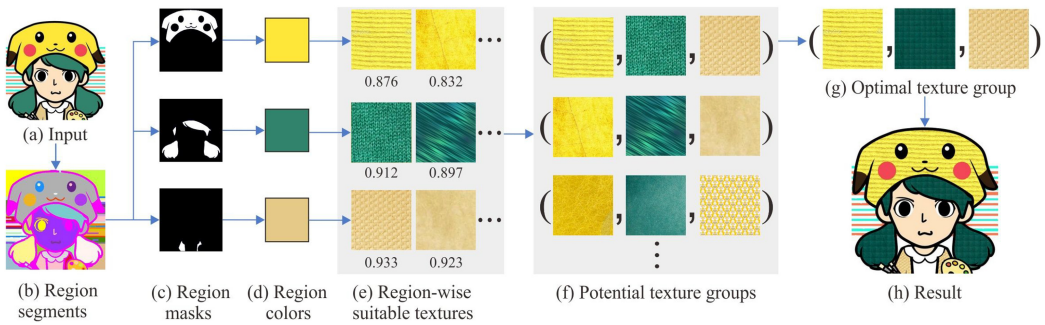 (a) Input
(b) Region
segments
(c) Region
masks
(d) Region
colors
0.876 0.832
...
0.912 0.897
...
0.933 0.923
...
(e) Region-wise
suitable textures
( , , )
( , , )
( , , )
⋮
(f) Potential texture groups
( , , )
(g) Optimal texture group
(h) Result